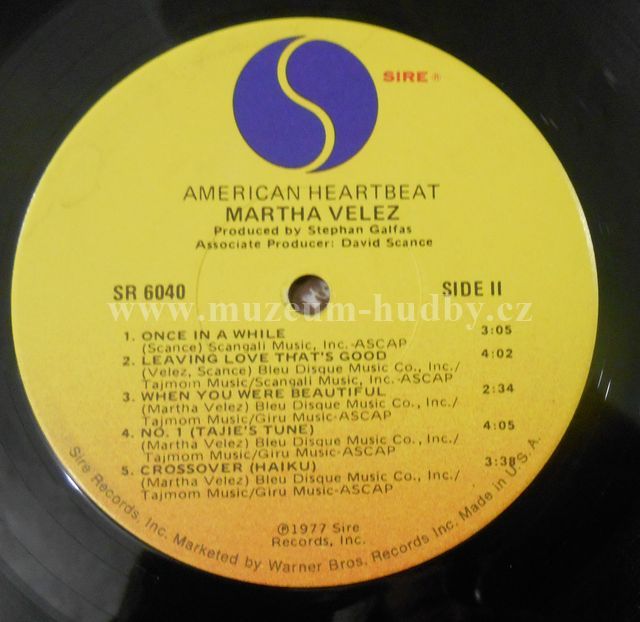 SIRE ®
AMERICAN HEARTBEAT
MARTHA VELEZ
Produced by Stephan Galfas
Associate Producer: David Scance
SR 6040
SIDE II
www.muzeum-hudby.cz
1. ONCE IN A WHILE 3:05
(Scance) Scangali Music, Inc.-ASCAP
2. LEAVING LOVE THAT'S GOOD 4:02
(Velez, Scance) Bleu Disque Music Co., Inc./
Tajmom Music/Scangali Music, Inc.-ASCAP
3. WHEN YOU WERE BEAUTIFUL 2:34
(Martha Velez) Bleu Disque Music Co., Inc./
Tajmom Music/Giru Music-ASCAP
4. NO. 1 (TAJIE'S TUNE) 4:05
(Martha Velez) Bleu Disque Music Co., Inc./
Tajmom Music/Giru Music-ASCAP
5. CROSSOVER (HAIKU) 3:38
(Martha Velez) Bleu Disque Music Co., Inc./
Tajmom Music/Giru Music-ASCAP
℗1977 Sire
Records, Inc.
Sire Records, Inc. Marketed by Warner Bros. Records Inc. Made in U.S.A.